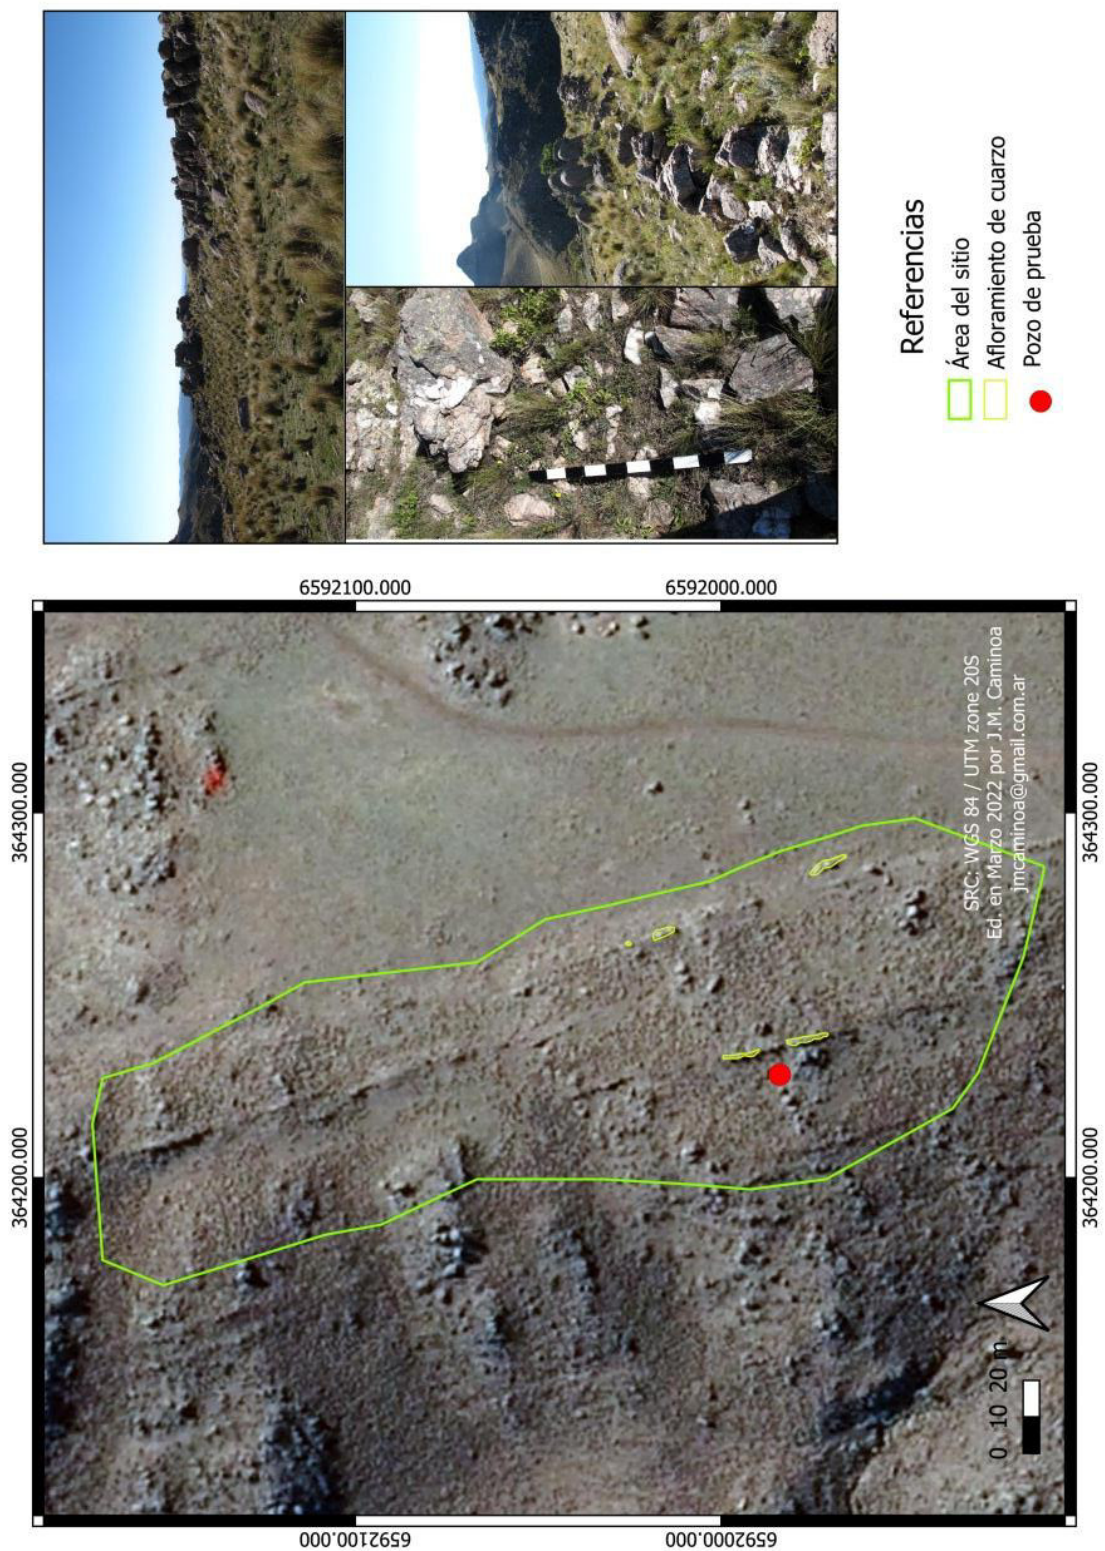 6592100.000
6592000.000
364300.000
364200.000
364300.000
364200.000
6592100.000
6592000.000
SRC: WGS 84 / UTM zone 20S
Ed. en Marzo 2022 por J.M. Caminoa
jmcaminoa@gmail.com.ar
0 10 20 m
Referencias
Área del sitio
Afloramiento de cuarzo
Pozo de prueba